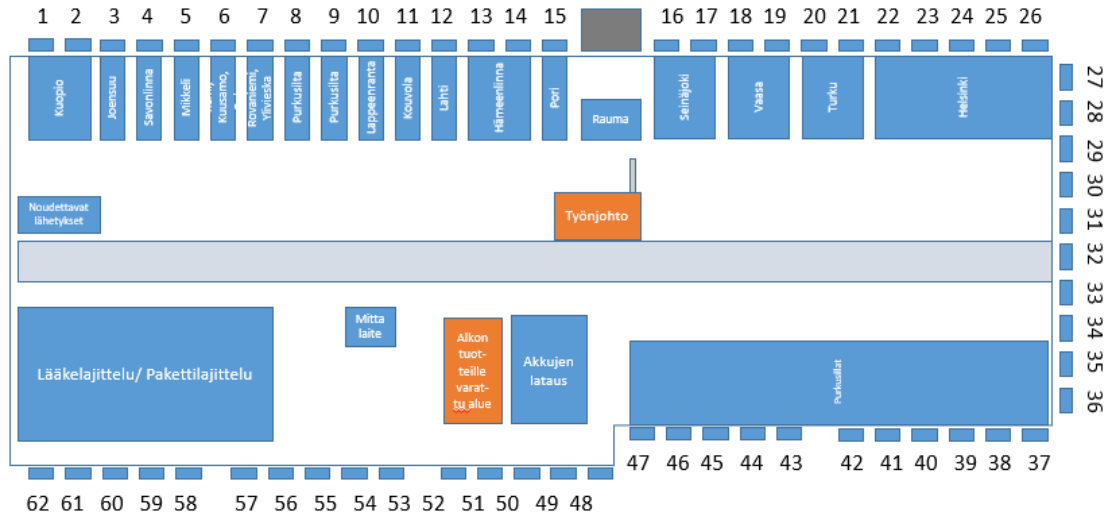 1 2 3 4 5 6 7 8 9 10 11 12 13 14 15 16 17 18 19 20 21 22 23 24 25 26
Kuopio
Joensuu
Savonlinna
Mikkeli
Kuusamo,
Rovaniemi,
Ylivieska
Purkusilta
Purkusilta
Lappeenranta
Kouvola
Lahti
Hämeenlinna
Pori
Rauma
Seinäjoki
Vaasa
Turku
Helsinki
27
28
29
30
31
32
33
34
35
36
Noudettavat
lähetykset
Työnjohto
Lääkelajittelu/ Pakettilajittelu
Mitta
laite
Alkon
tuot-
teille
varat-
tu alue
Akkujen
lataus
Purkusillat
47 46 45 44 43 42 41 40 39 38 37
62 61 60 59 58 57 56 55 54 53 52 51 50 49 48